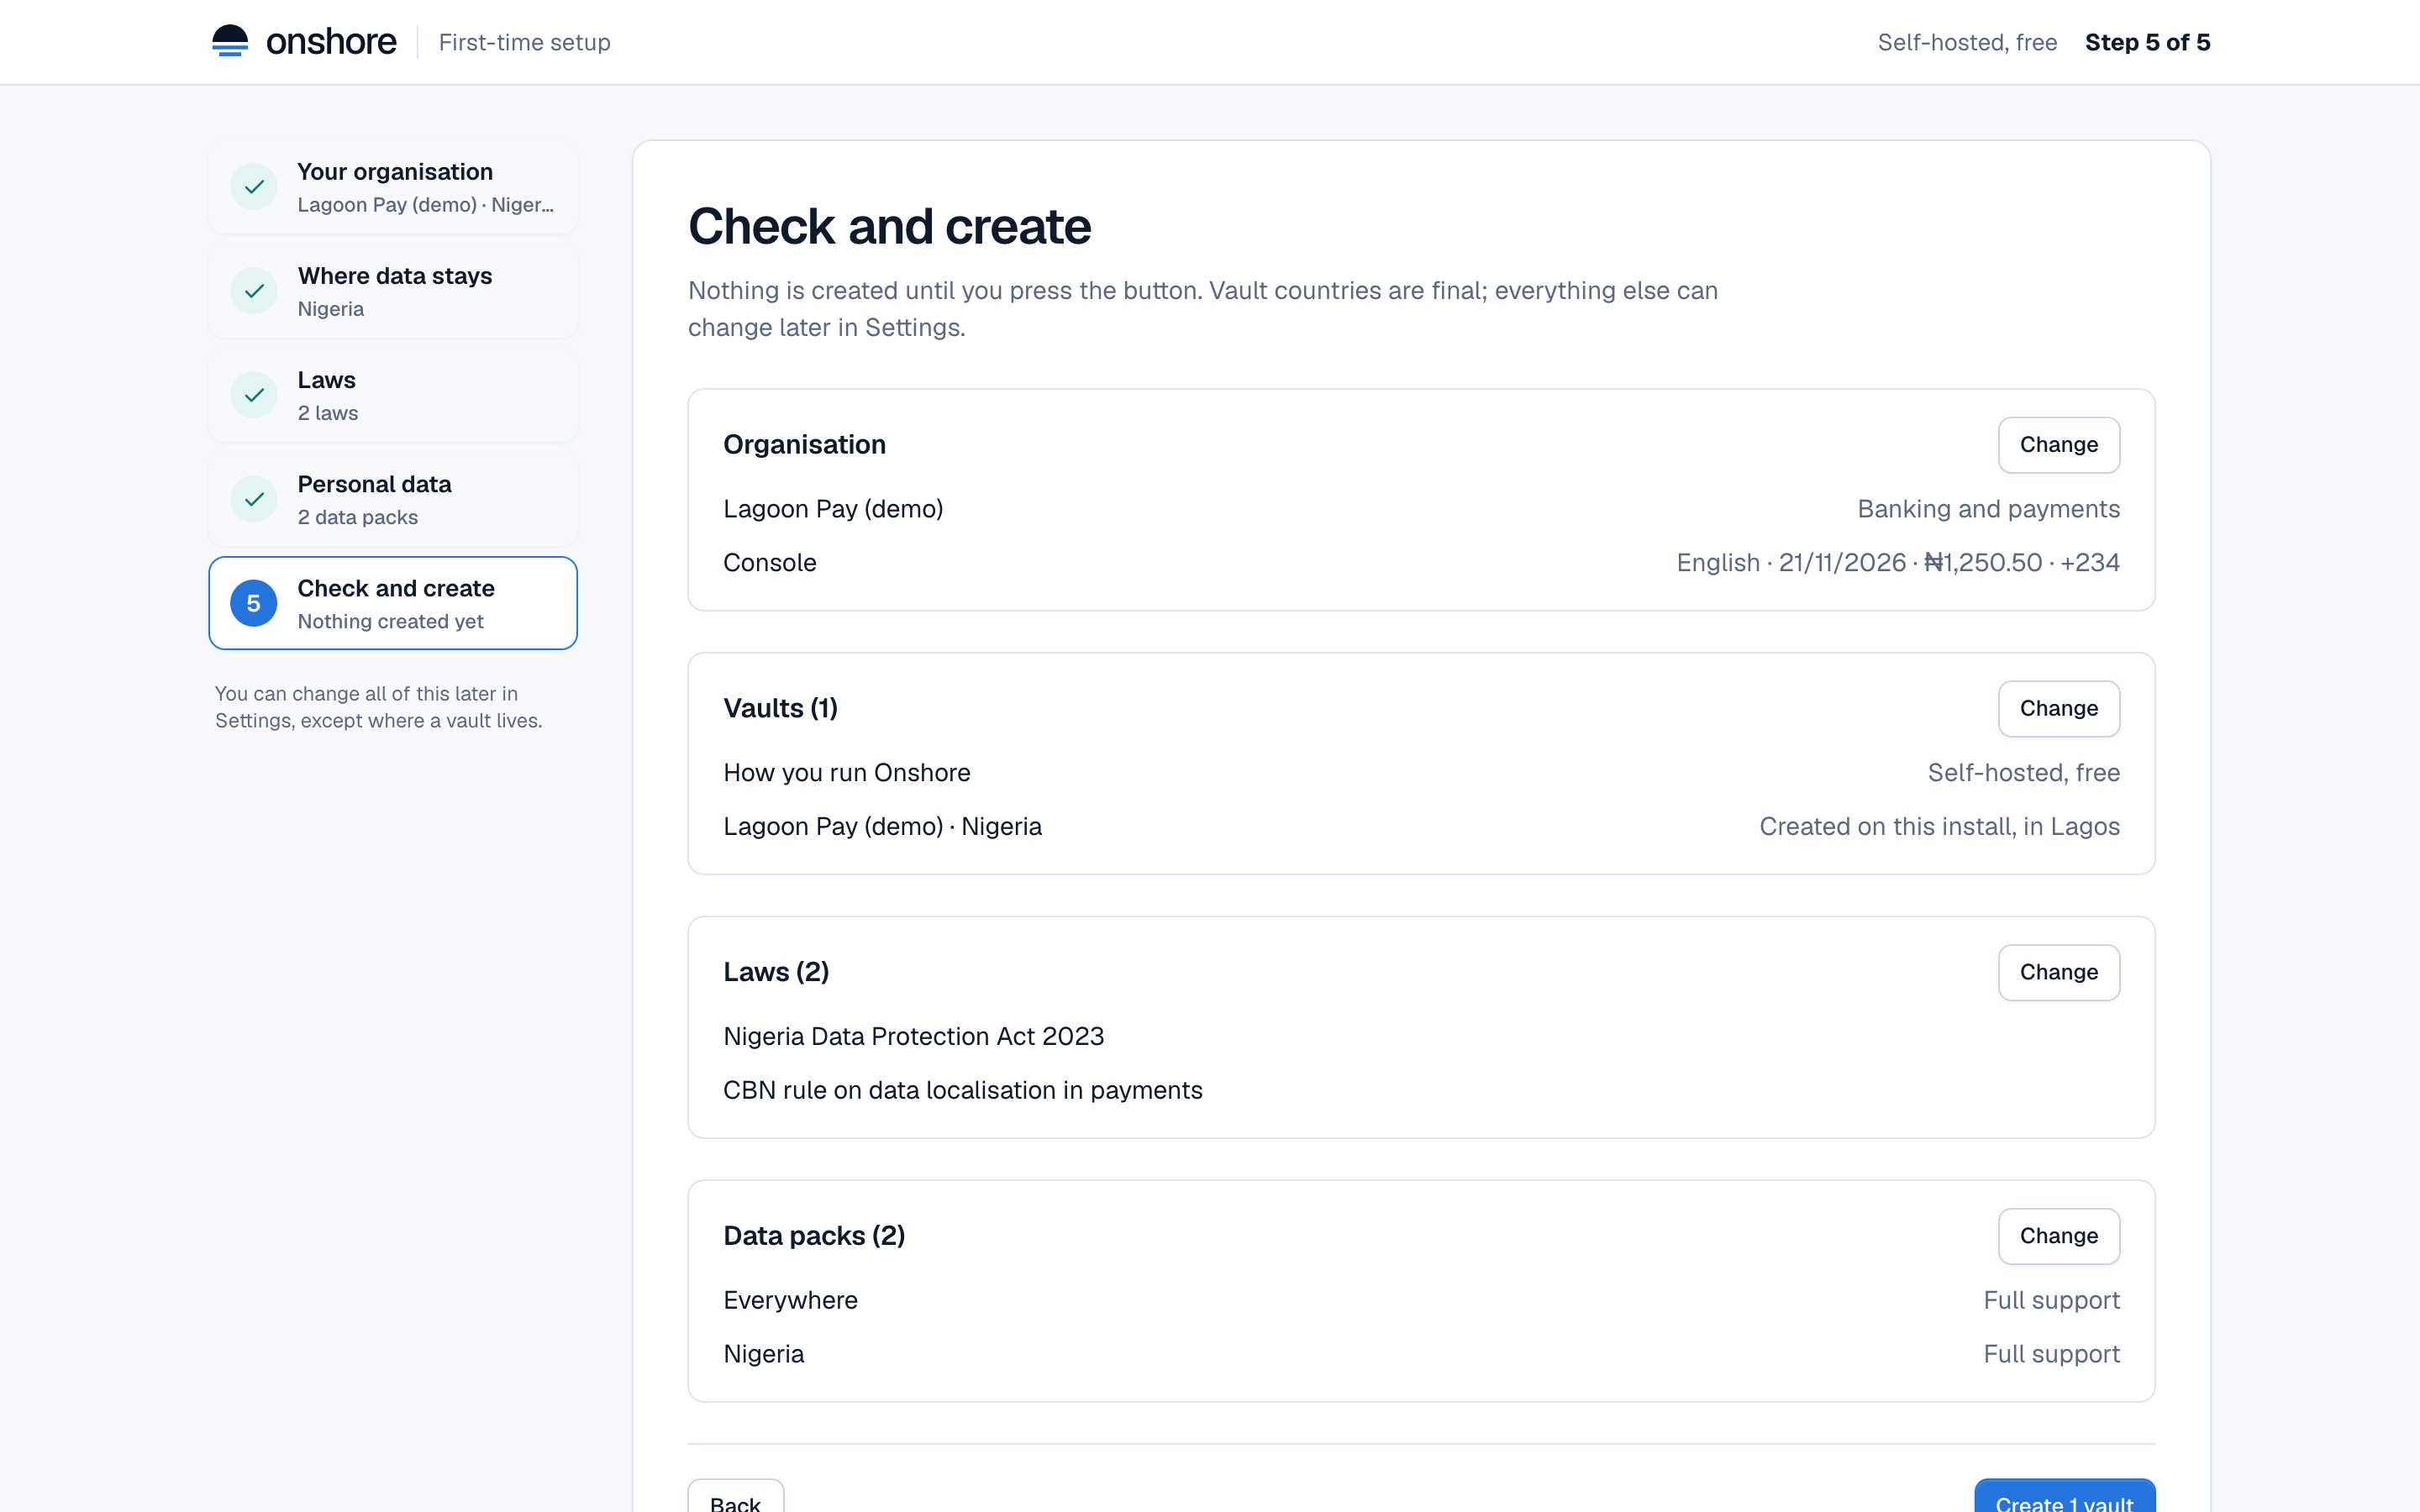 onshore
First-time setup
Self-hosted, free
Step 5 of 5
Your organisation
Lagoon Pay (demo) · Niger...
Where data stays
Nigeria
Laws
2 laws
Personal data
2 data packs
5
Check and create
Nothing created yet
You can change all of this later in
Settings, except where a vault lives.
Check and create
Nothing is created until you press the button. Vault countries are final; everything else can
change later in Settings.
Organisation
Change
Lagoon Pay (demo)
Banking and payments
Console
English · 21/11/2026 · ₦1,250.50 · +234
Vaults (1)
Change
How you run Onshore
Self-hosted, free
Lagoon Pay (demo) · Nigeria
Created on this install, in Lagos
Laws (2)
Change
Nigeria Data Protection Act 2023
CBN rule on data localisation in payments
Data packs (2)
Change
Everywhere
Full support
Nigeria
Full support
Back
Create 1 vault